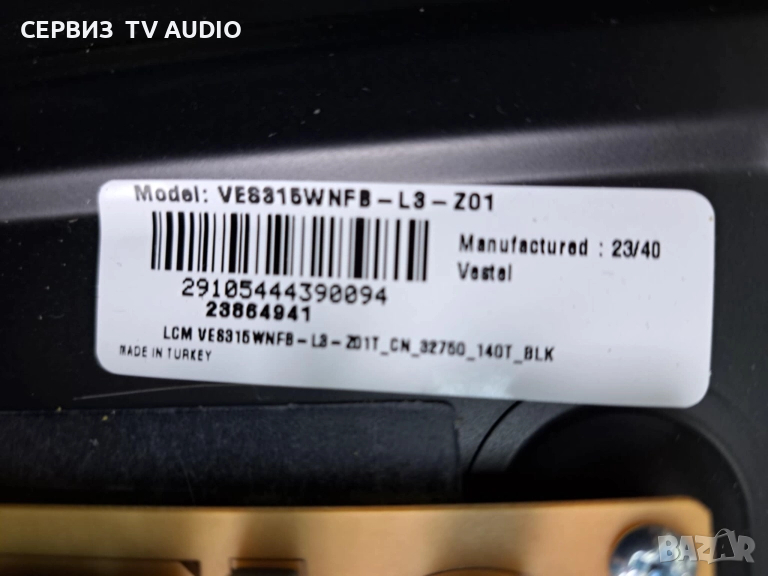 СЕРВИЗ TV AUDIO
Model: VES315WNFB-L3-Z01
Manufactured : 23/40
Vestel
29105444390094
23864941
LCM VES315WNFB-L3-Z01T_CN_32750_140T_BLK
MADE IN TURKEY
BAZAR